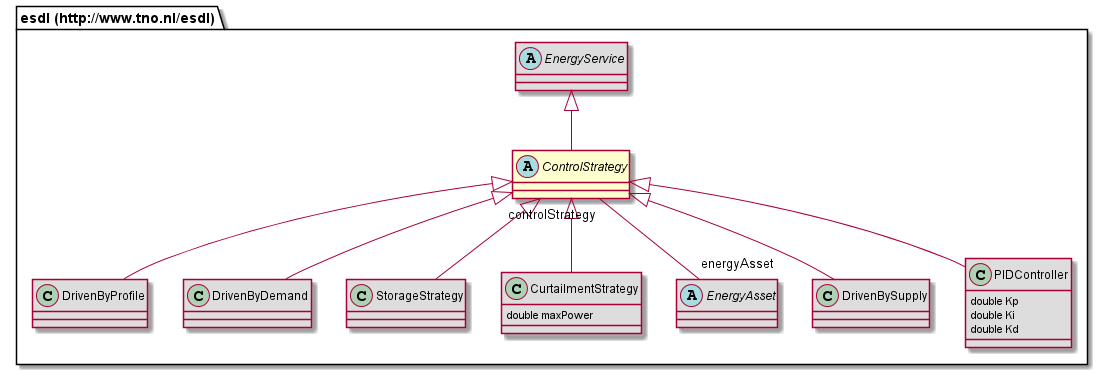 esdl (http://www.tno.nl/esdl)
A EnergyService
A ControlStrategy
controlStrategy
energyAsset
C DrivenByProfile
C DrivenByDemand
C StorageStrategy
C CurtailmentStrategy
double maxPower
A EnergyAsset
C DrivenBySupply
C PIDController
double Kp
double Ki
double Kd